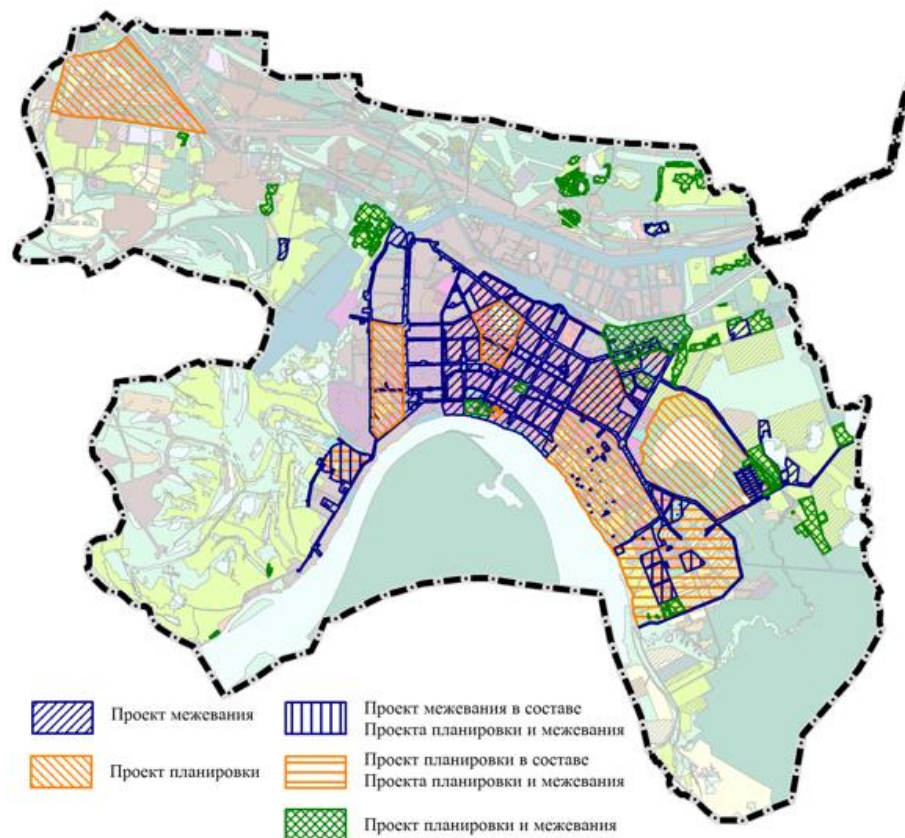 Проект межевания
Проект планировки
Проект межевания в составе
Проекта планировки и межевания
Проект планировки в составе
Проекта планировки и межевания
Проект планировки и межевания